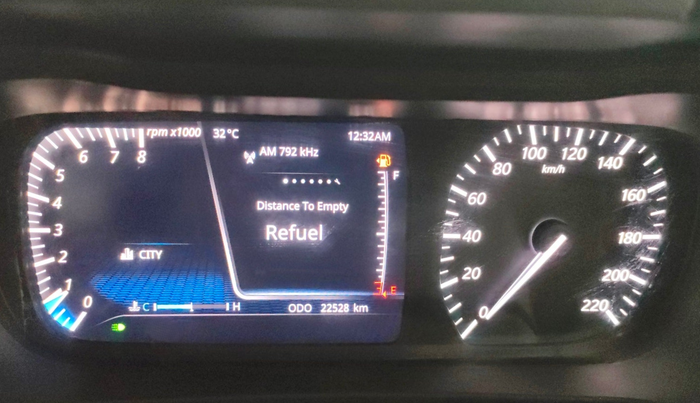 rpm x1000 32 °C 12:32AM
AM 792 kHz
Distance To Empty
Refuel
CITY
C H
ODO 22528 km
F
E
0 1 2 3 4 5 6 7 8
0 20 40 60 80 100 120 140 160 180 200 220
km/h